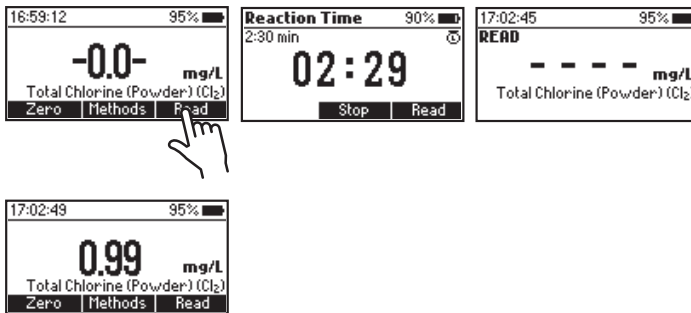 16:59:12 95%
-0.0- mg/L
Total Chlorine (Powder) (Cl₂)
Zero Methods Read
Reaction Time 90%
2:30 min
02:29
Stop Read
17:02:45 95%
READ
---- mg/L
Total Chlorine (Powder) (Cl₂
17:02:49 95%
0.99 mg/L
Total Chlorine (Powder) (Cl₂)
Zero Methods Read